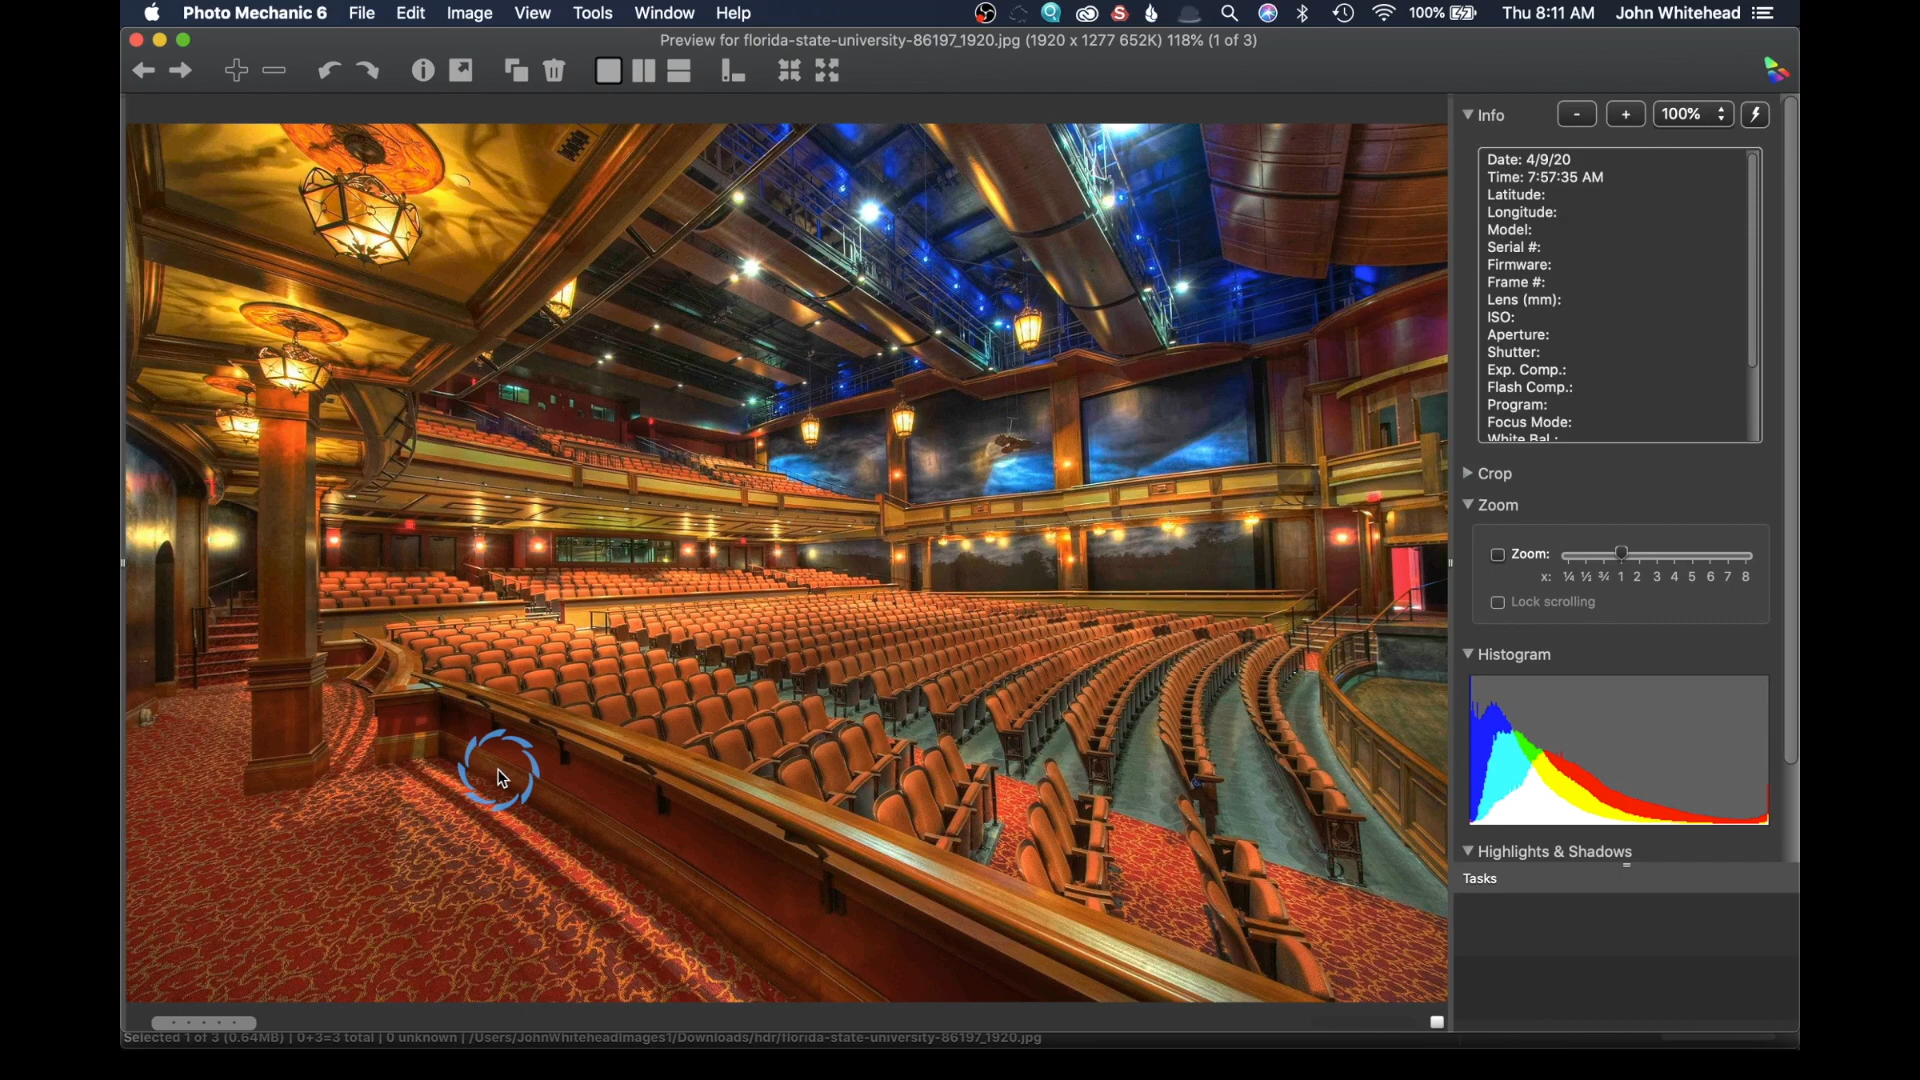 Photo Mechanic 6 File Edit Image View Tools Window Help 100% Thu 8:11 AM John Whitehead
Preview for florida-state-university-86197_1920.jpg (1920 x 1277 652K) 118% (1 of 3)
Info - + 100%
Date: 4/9/20
Time: 7:57:35 AM
Latitude:
Longitude:
Model:
Serial #:
Firmware:
Frame #:
Lens (mm):
ISO:
Aperture:
Shutter:
Exp. Comp.:
Flash Comp.:
Program:
Focus Mode:
White Bal.:
Crop
Zoom
Zoom:
x: ¼ ½ ¾ 1 2 3 4 5 6 7 8
Lock scrolling
Histogram
Highlights & Shadows
Tasks
Selected 1 of 3 (0.64MB) | 0+3=3 total | 0 unknown | /Users/JohnWhiteheadImages1/Downloads/hdr/florida-state-university-86197_1920.jpg